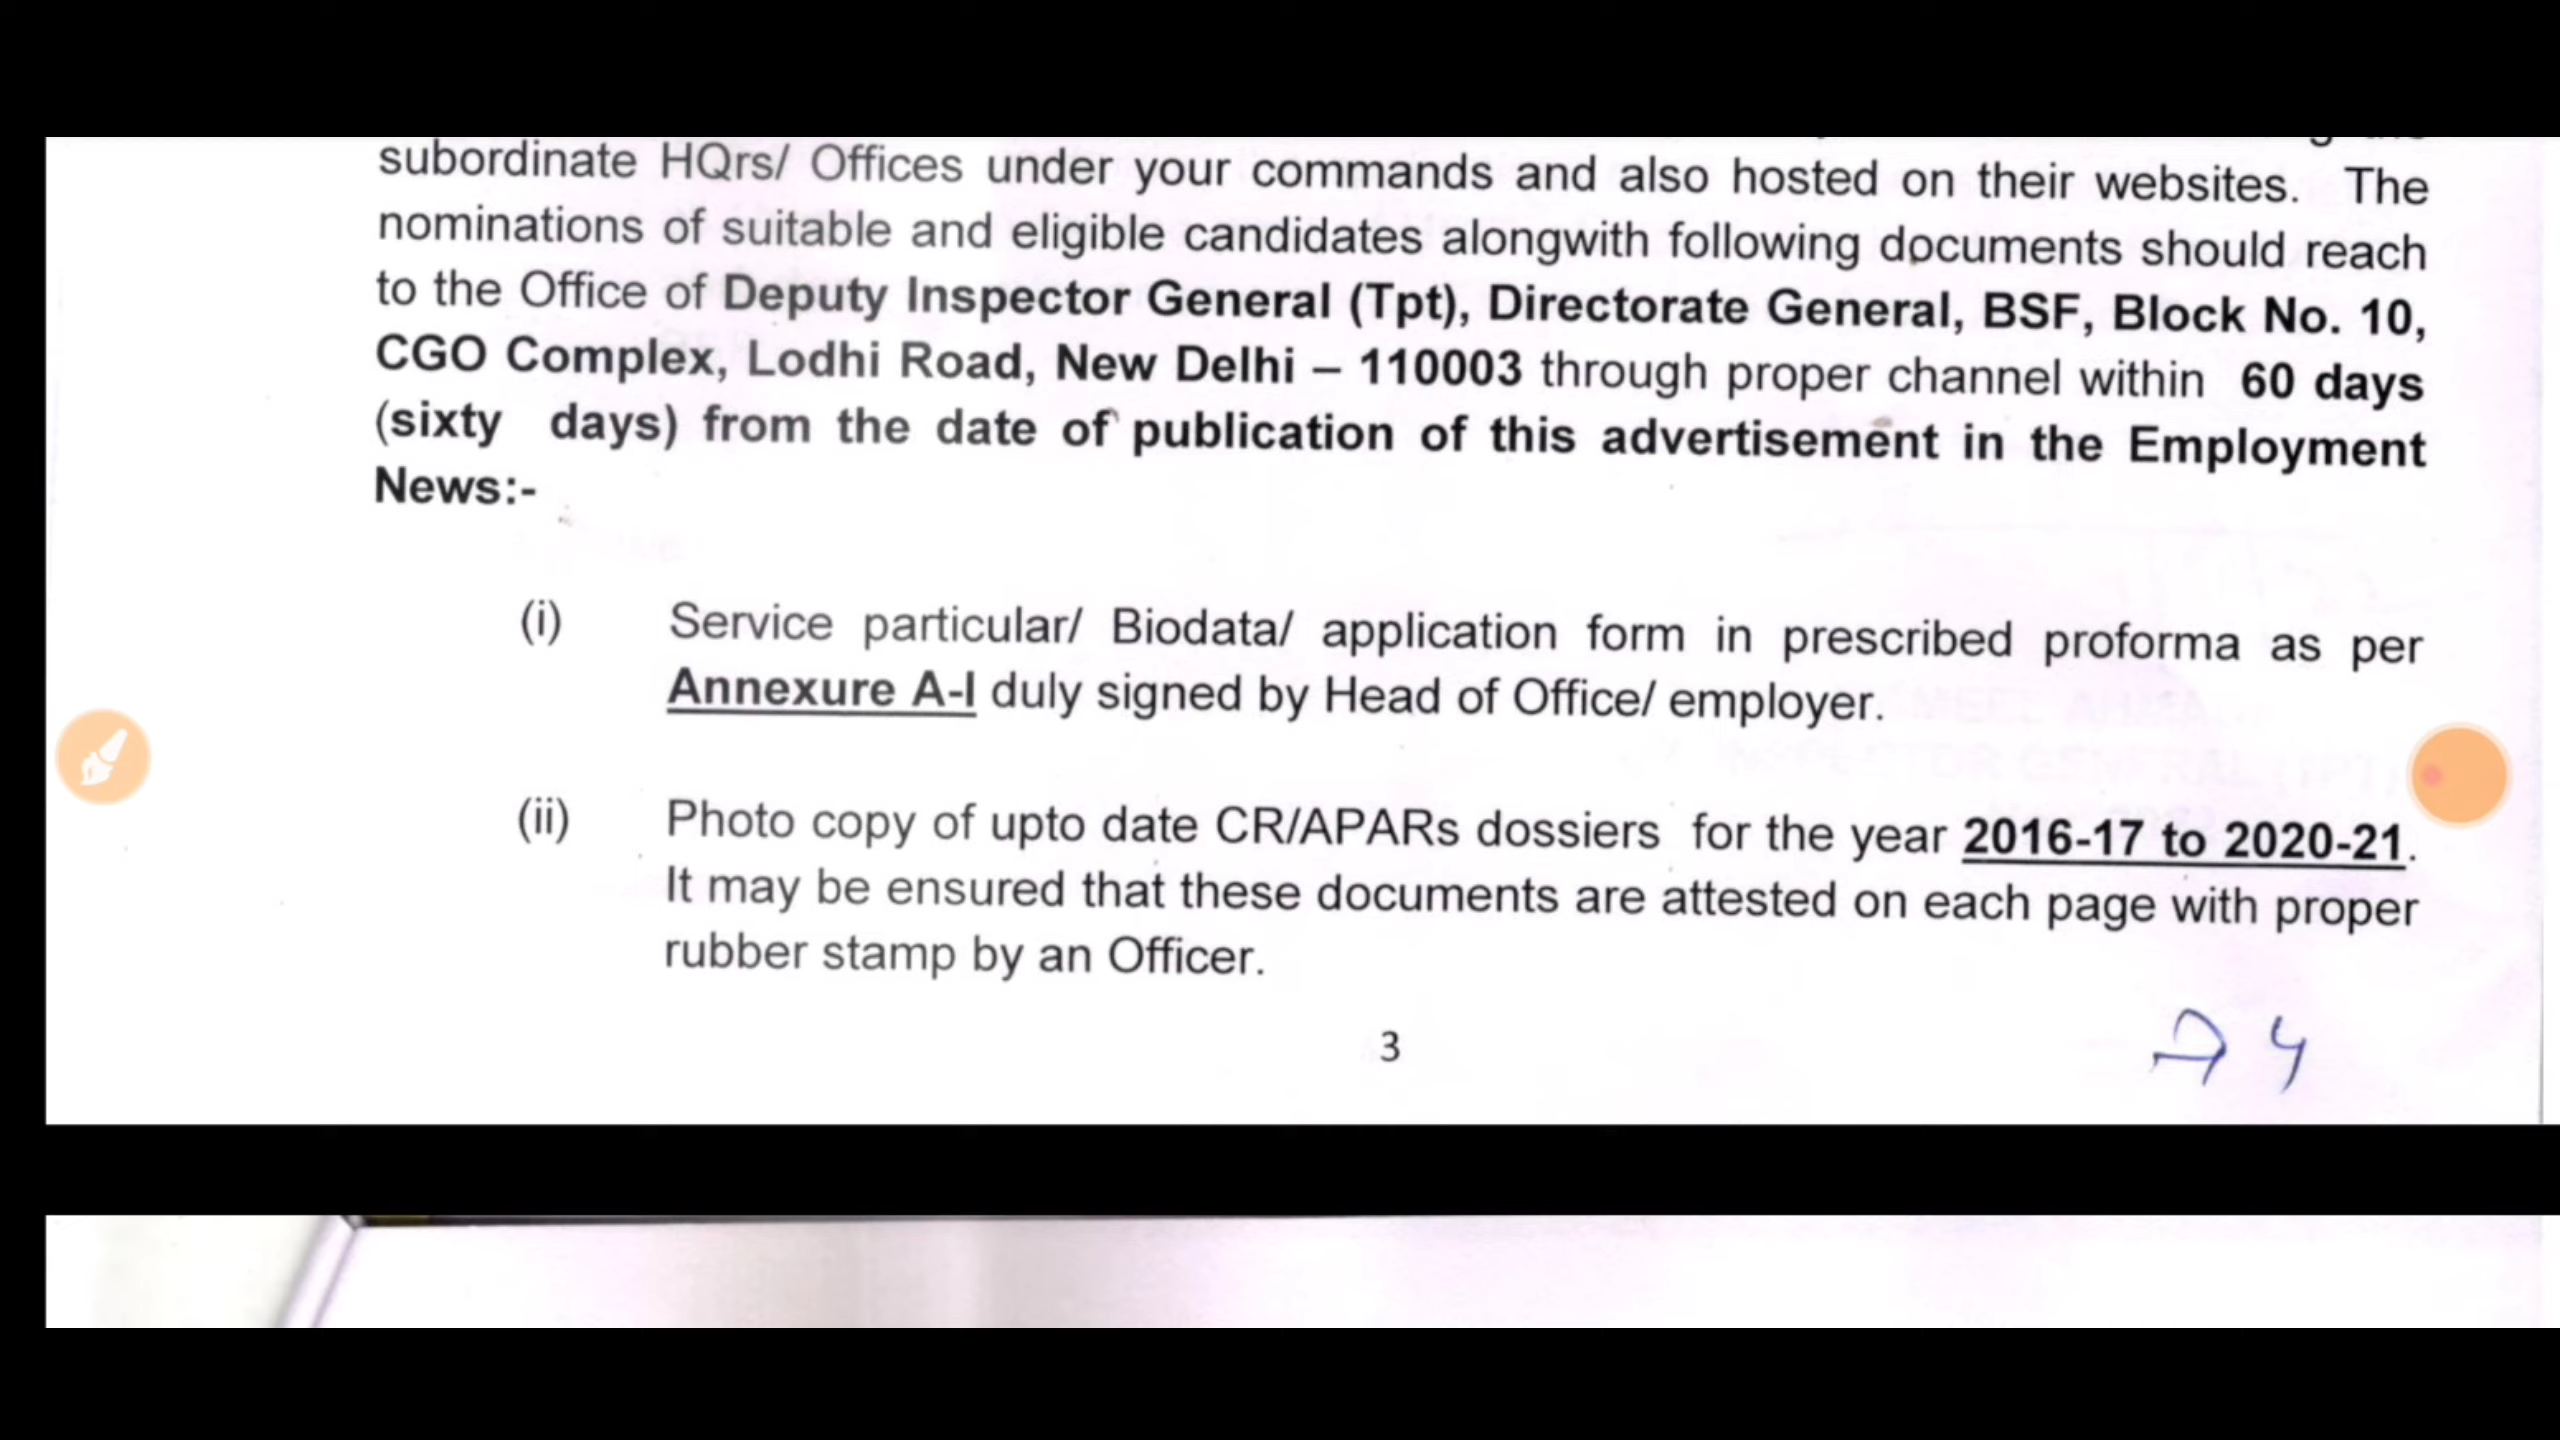 subordinate HQrs/ Offices under your commands and also hosted on their websites. The
nominations of suitable and eligible candidates alongwith following documents should reach
to the Office of Deputy Inspector General (Tpt), Directorate General, BSF, Block No. 10,
CGO Complex, Lodhi Road, New Delhi – 110003 through proper channel within 60 days
(sixty days) from the date of publication of this advertisement in the Employment
News:-
(i) Service particular/ Biodata/ application form in prescribed proforma as per
Annexure A-I duly signed by Head of Office/ employer.
(ii) Photo copy of upto date CR/APARs dossiers for the year 2016-17 to 2020-21.
It may be ensured that these documents are attested on each page with proper
rubber stamp by an Officer.
3